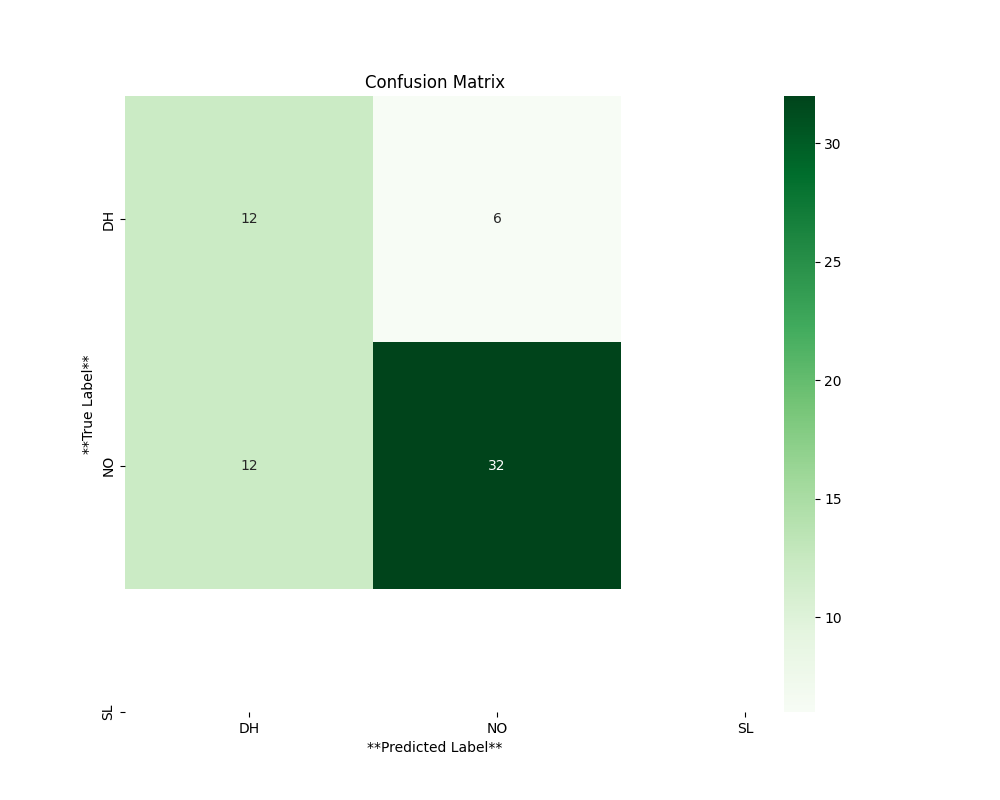 Confusion Matrix
**True Label**
DH
12
6
NO
12
32
SL
DH
NO
SL
**Predicted Label**
30
25
20
15
10